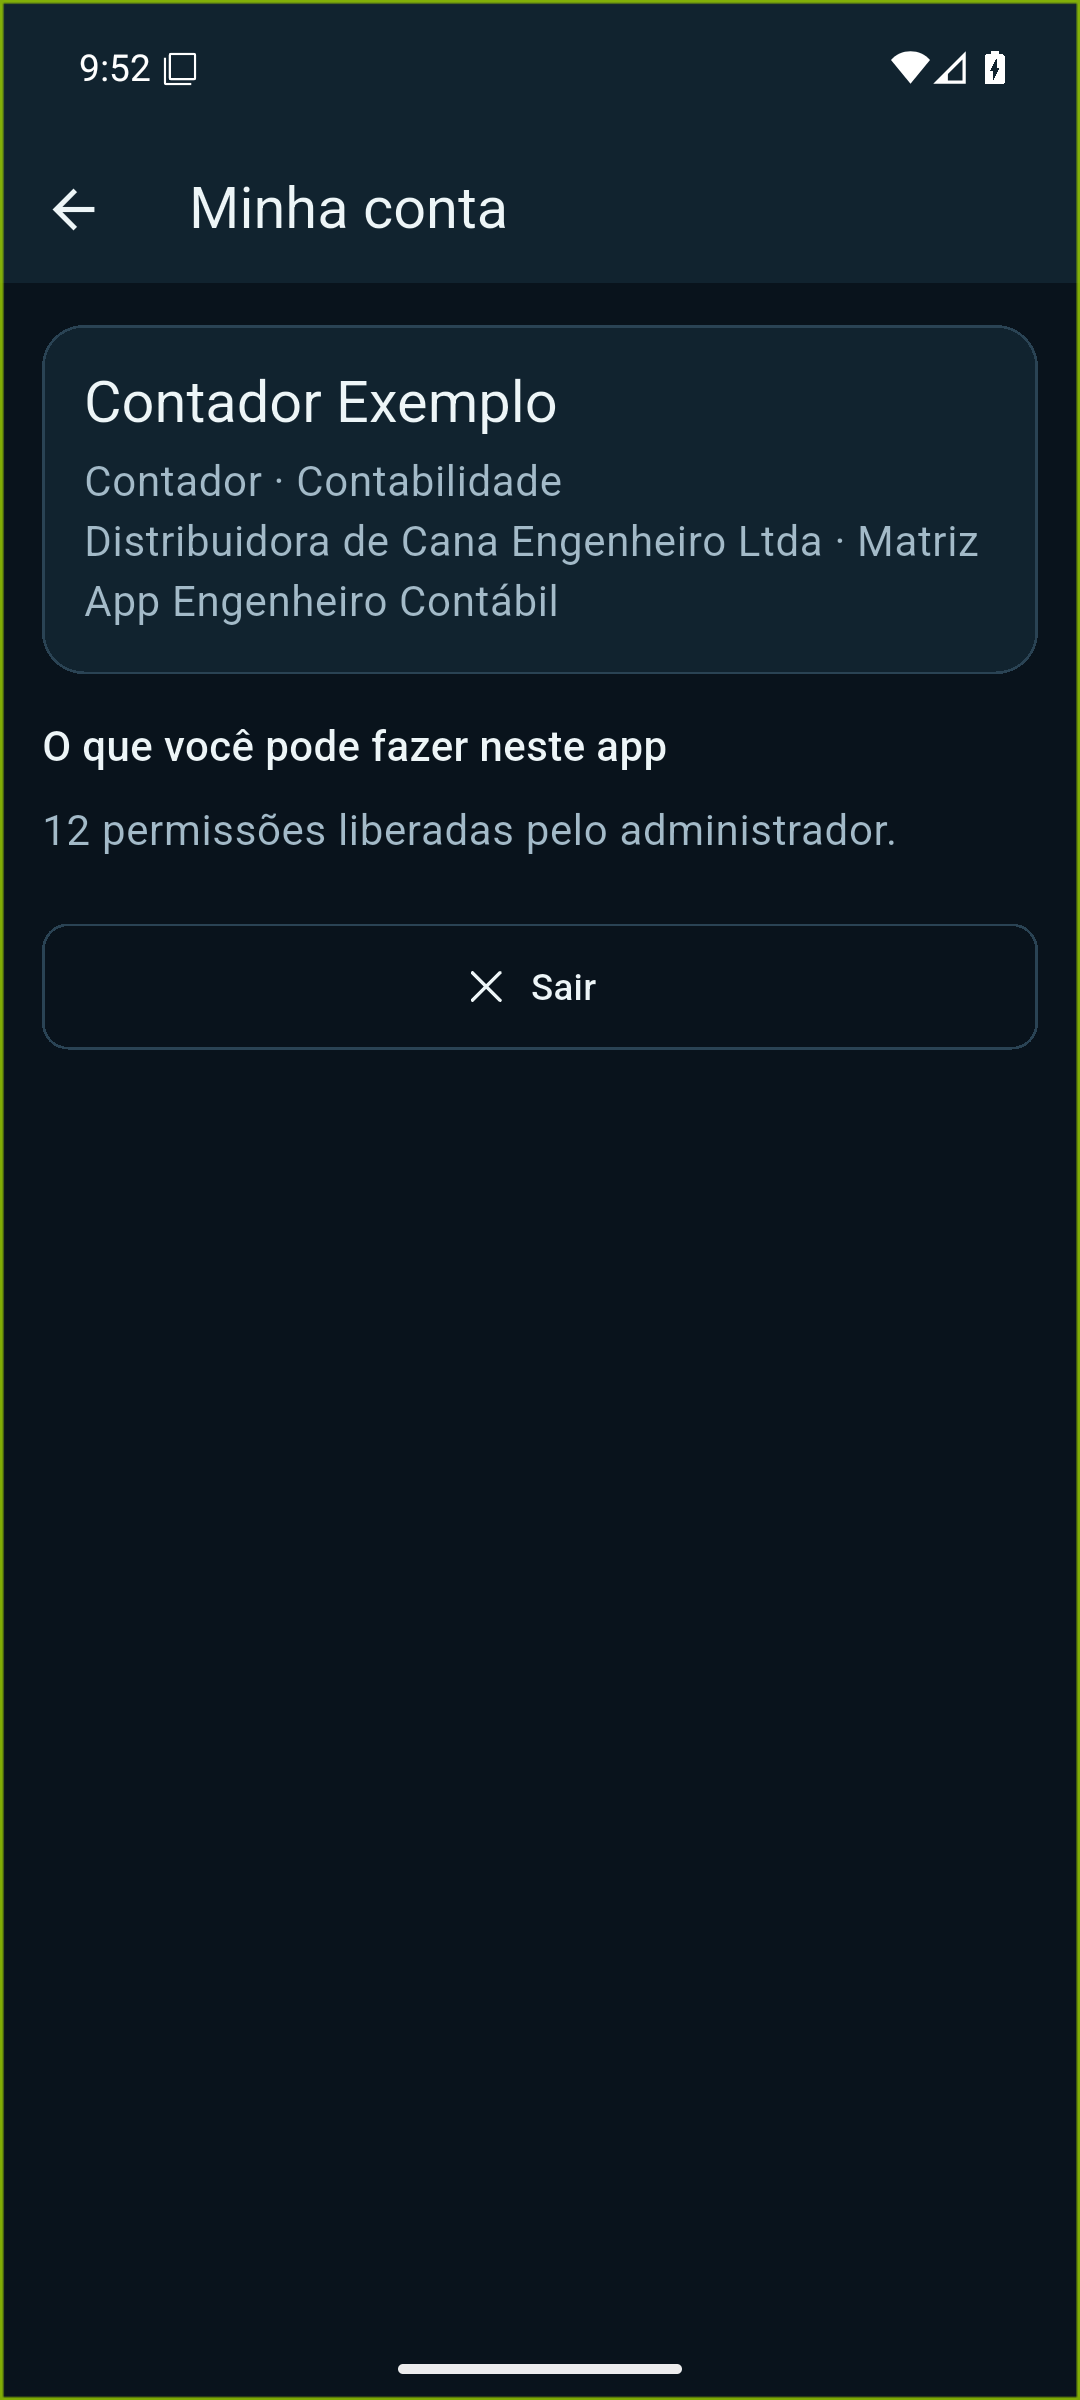 9:52
Minha conta
Contador Exemplo
Contador · Contabilidade
Distribuidora de Cana Engenheiro Ltda · Matriz
App Engenheiro Contábil
O que você pode fazer neste app
12 permissões liberadas pelo administrador.
Sair